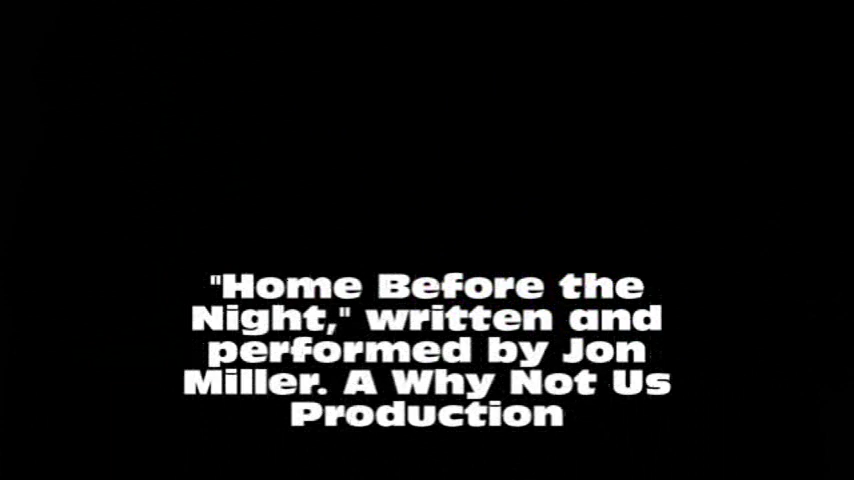 "Home Before the
Night," written and
performed by Jon
Miller. A Why Not Us
Production